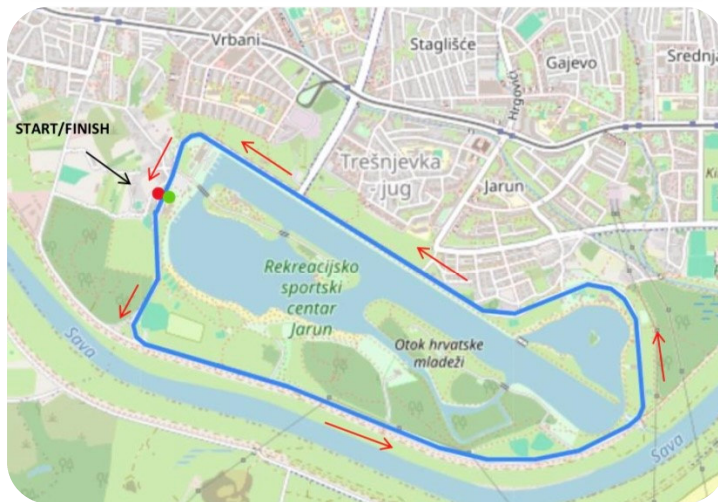 Vrbani
Staglišće
Gajevo
Srednja
Hrgovići
START/FINISH
Trešnjevka
- jug
Jarun
Rekreacijsko
sportski
centar
Jarun
Otok hrvatske
mladeži
Sava
Sava